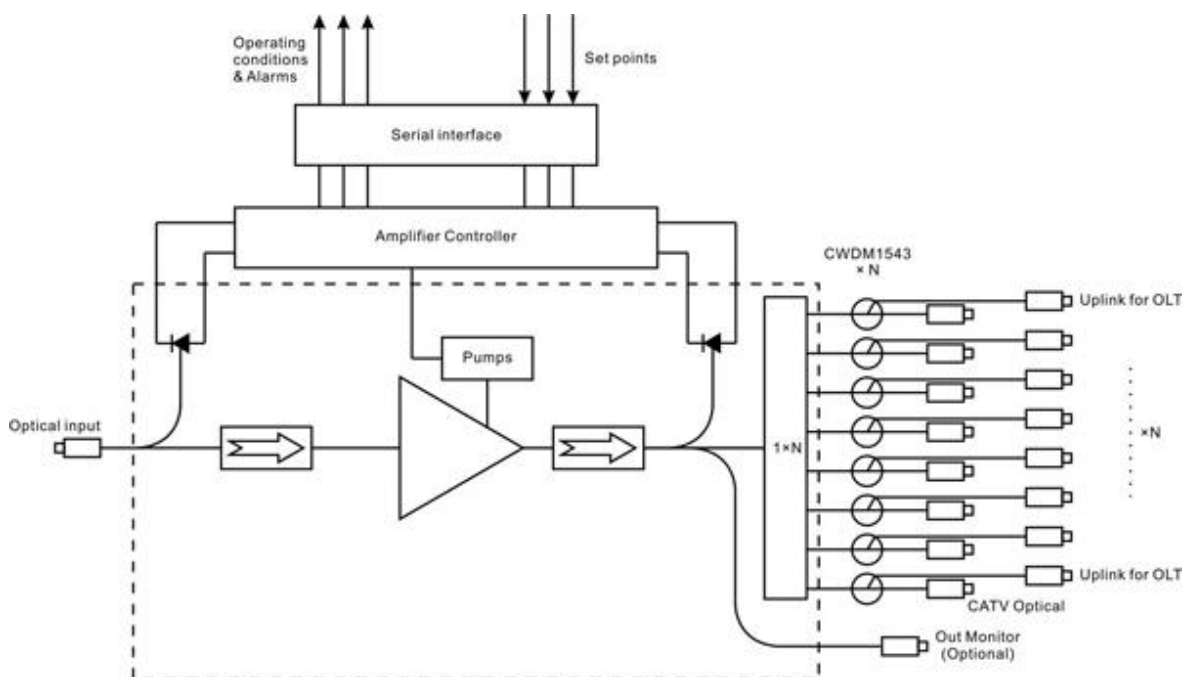 Operating
conditions
& Alarms
Set points
Serial interface
Amplifier Controller
CWDM1543
× N
Uplink for OLT
Pumps
Optical input
1×N
×N
Uplink for OLT
CATV Optical
Out Monitor
(Optional)